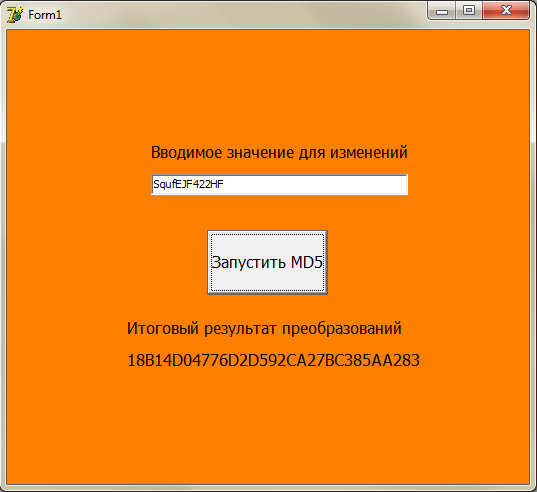 Form1
Вводимое значение для изменений
SqufEJF422HF
Запустить MD5
Итоговый результат преобразований
18B14D04776D2D592CA27BC385AA283